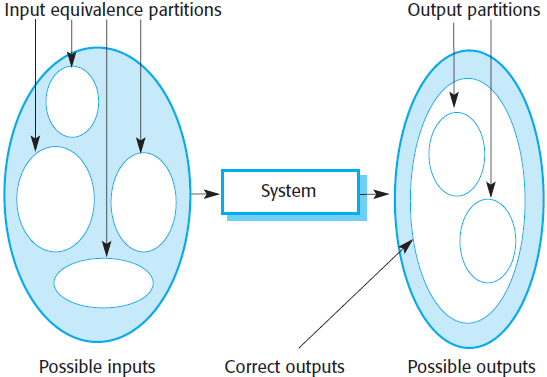 Input equivalence partitions
Output partitions
System
Possible inputs
Correct outputs
Possible outputs